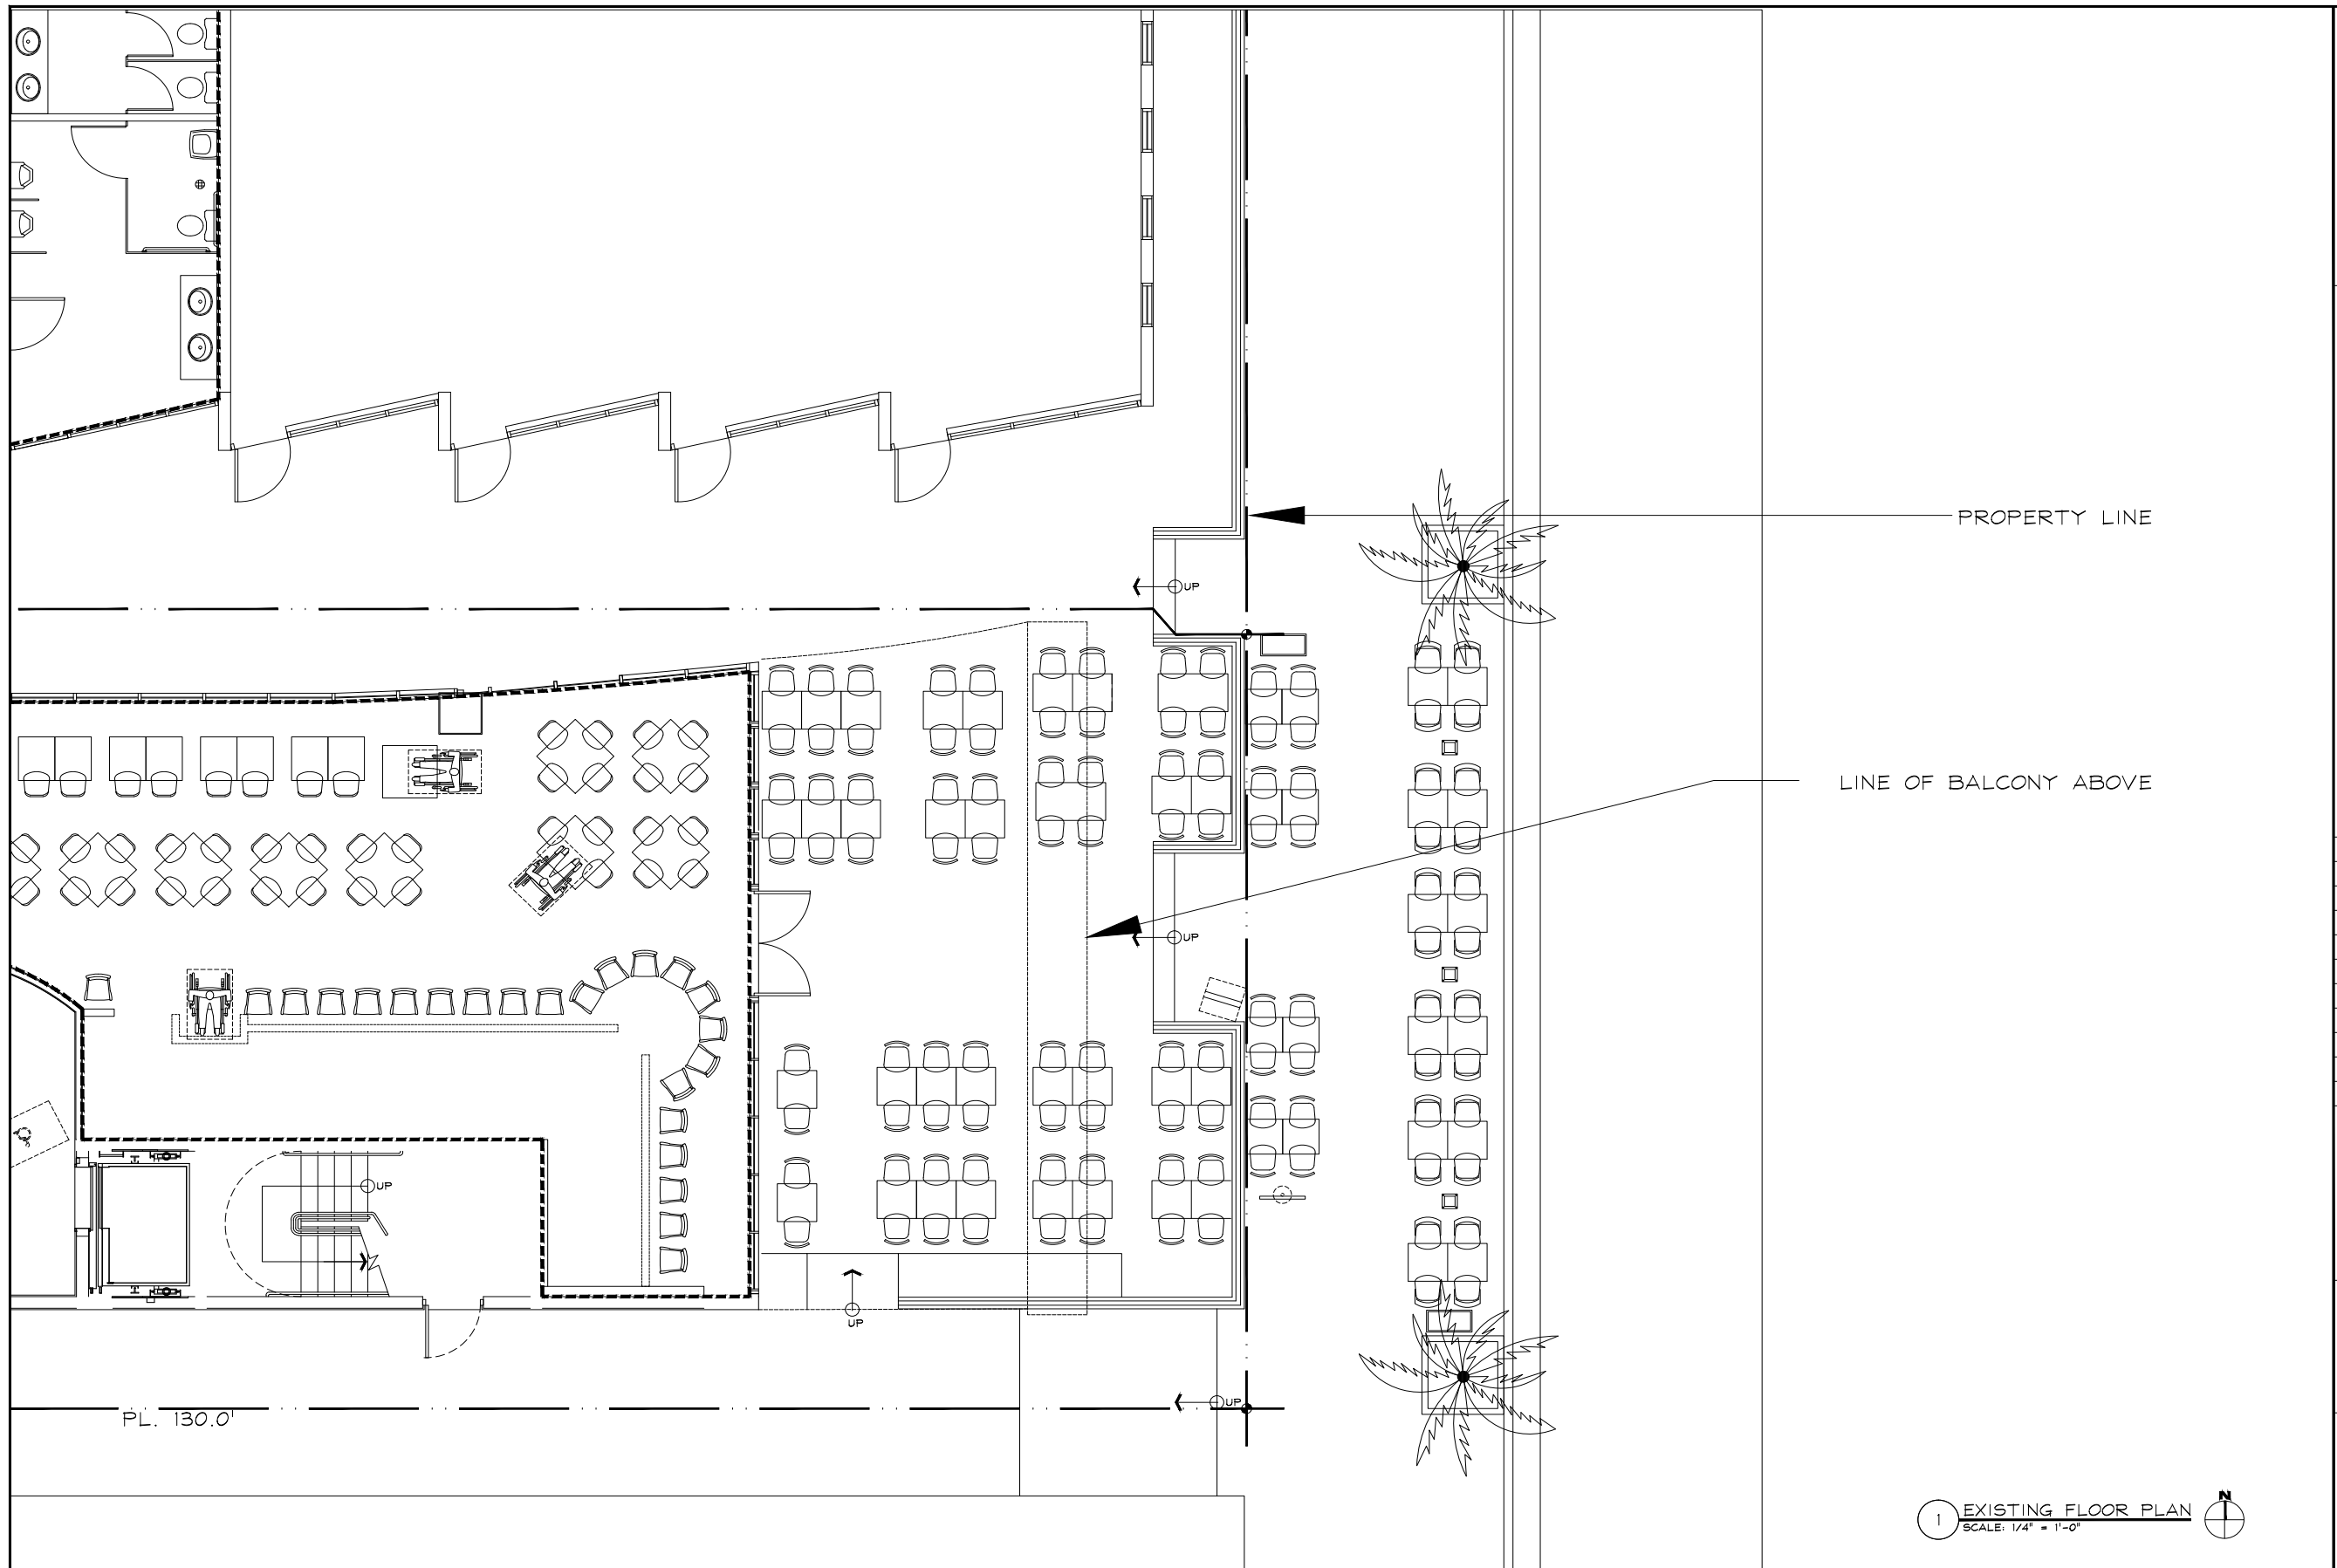 PROPERTY LINE
UP
LINE OF BALCONY ABOVE
UP
UP
UP
UP
PL. 130.0'
1
EXISTING FLOOR PLAN
SCALE: 1/4" = 1'-0"
N